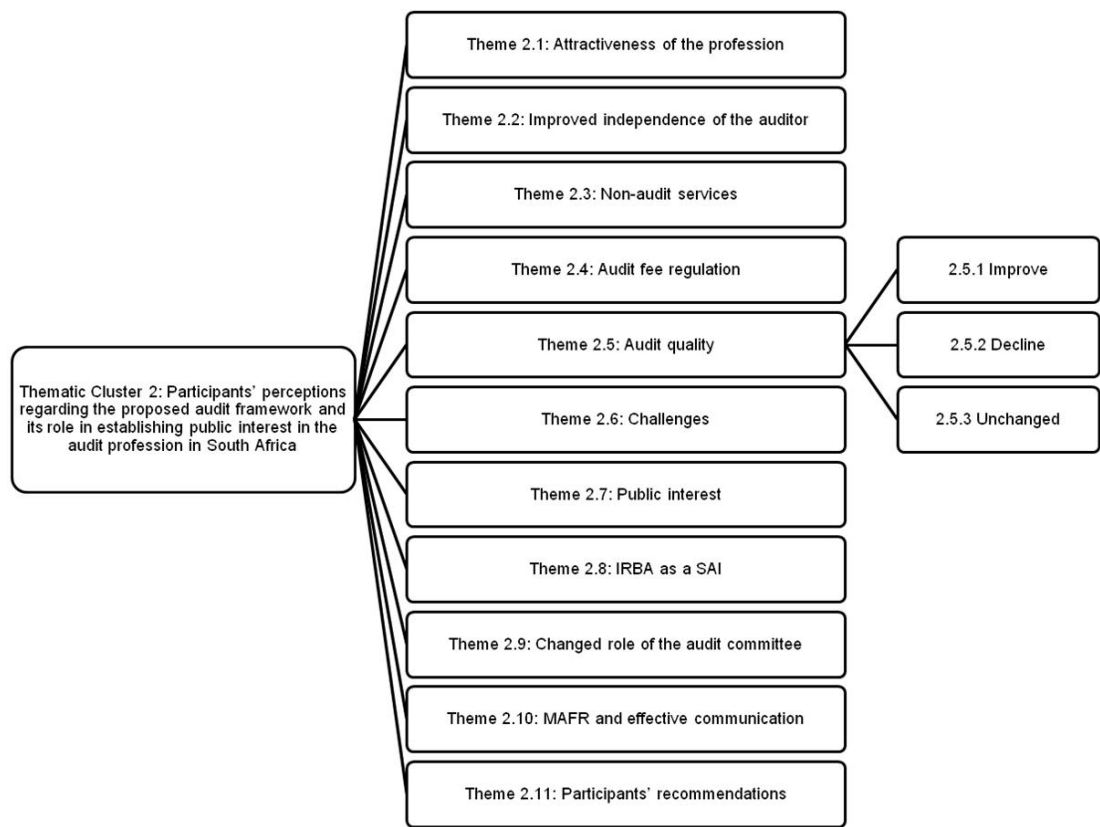 Theme 2.1: Attractiveness of the profession
Theme 2.2: Improved independence of the auditor
Theme 2.3: Non-audit services
Theme 2.4: Audit fee regulation
Theme 2.5: Audit quality
Theme 2.6: Challenges
Theme 2.7: Public interest
Theme 2.8: IRBA as a SAI
Theme 2.9: Changed role of the audit committee
Theme 2.10: MAFR and effective communication
Theme 2.11: Participants' recommendations
Thematic Cluster 2: Participants' perceptions
regarding the proposed audit framework and
its role in establishing public interest in the
audit profession in South Africa
2.5.1 Improve
2.5.2 Decline
2.5.3 Unchanged